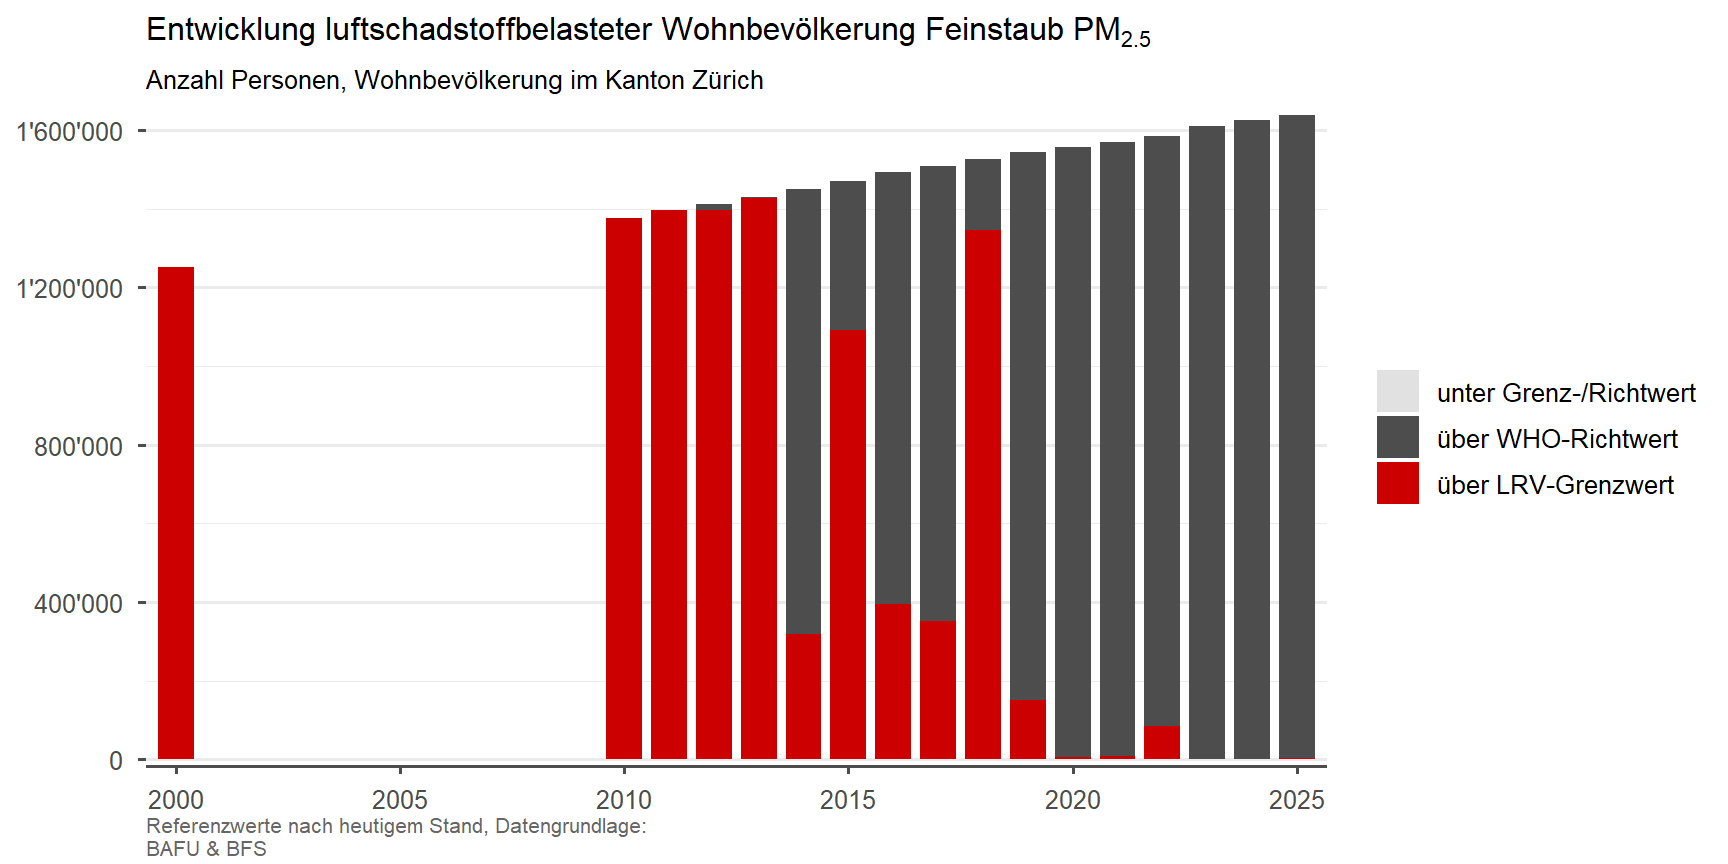 Entwicklung luftschadstoffbelasteter Wohnbevölkerung Feinstaub PM2.5
Anzahl Personen, Wohnbevölkerung im Kanton Zürich
1'600'000
1'200'000
800'000
400'000
0
2000 2005 2010 2015 2020 2025
unter Grenz-/Richtwert
über WHO-Richtwert
über LRV-Grenzwert
Referenzwerte nach heutigem Stand, Datengrundlage:
BAFU & BFS